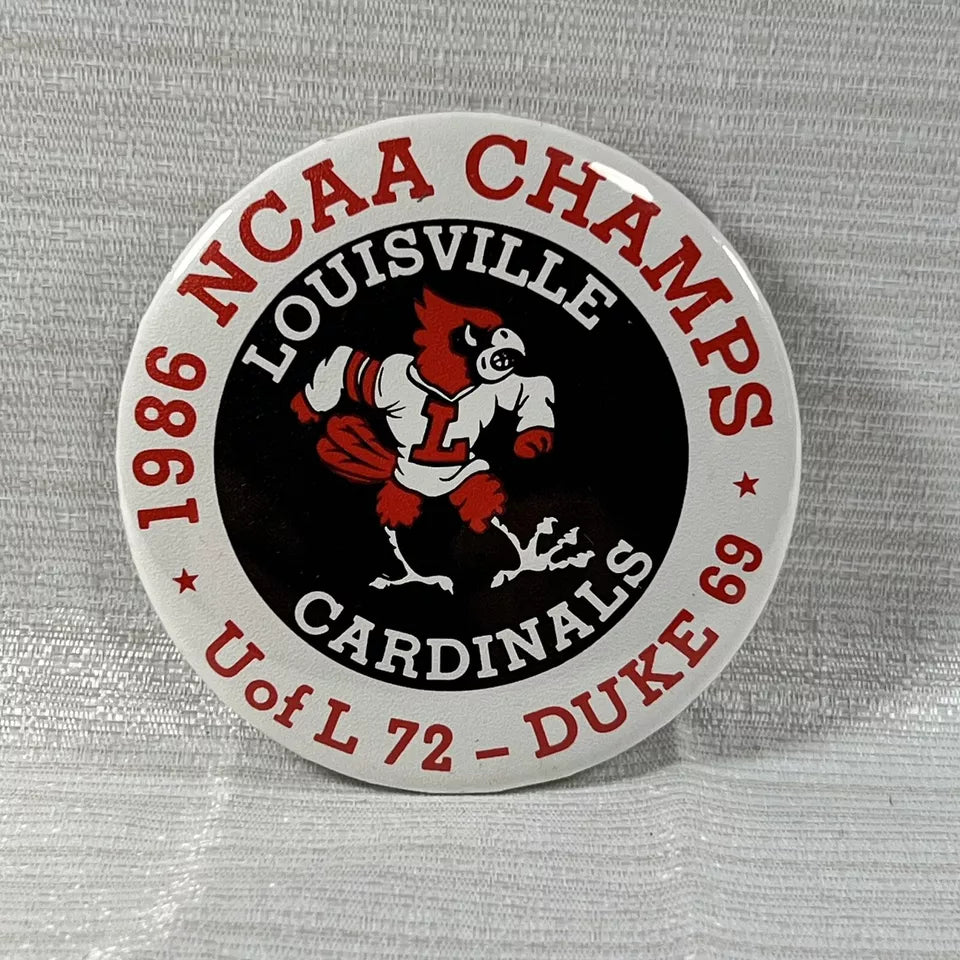 1986 NCAA CHAMPS
LOUISVILLE
L
CARDINALS
U of L 72 – DUKE 69